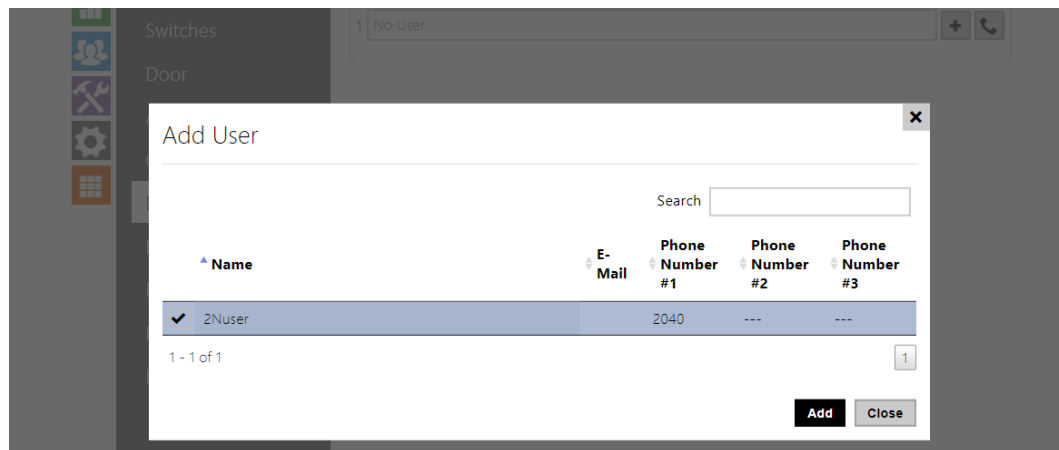 Switches
1 No User
Door
Add User
Search
Name
E-Mail
Phone Number #1
Phone Number #2
Phone Number #3
2Nuser 2040 --- ---
1 - 1 of 1
1
Add Close